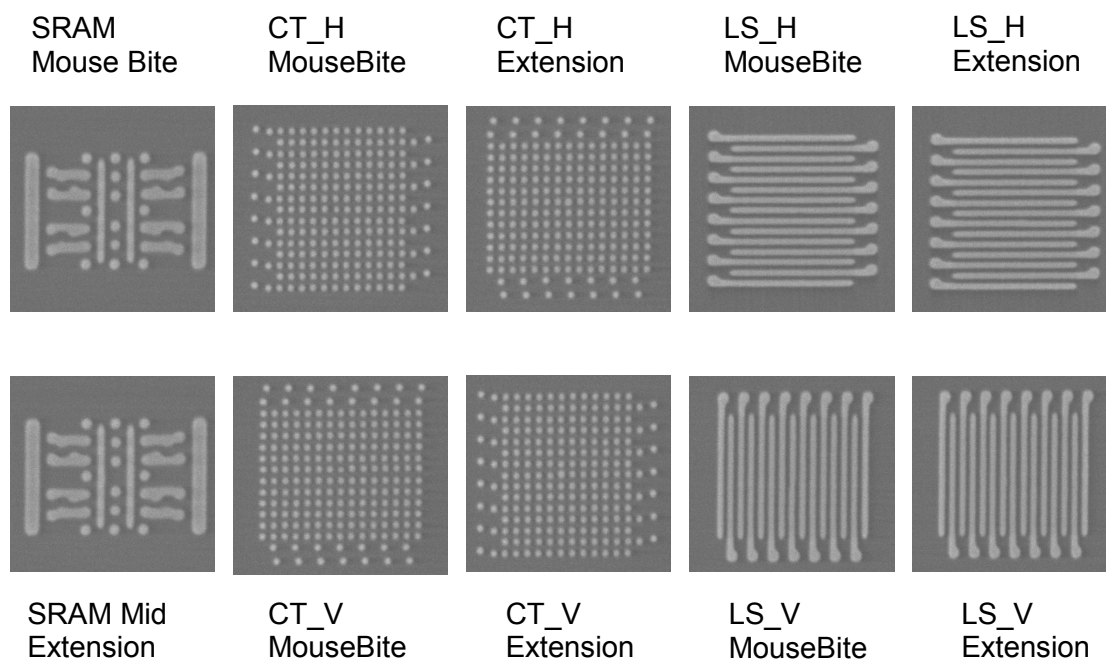 SRAM
Mouse Bite
CT_H
MouseBite
CT_H
Extension
LS_H
MouseBite
LS_H
Extension
SRAM Mid
Extension
CT_V
MouseBite
CT_V
Extension
LS_V
MouseBite
LS_V
Extension